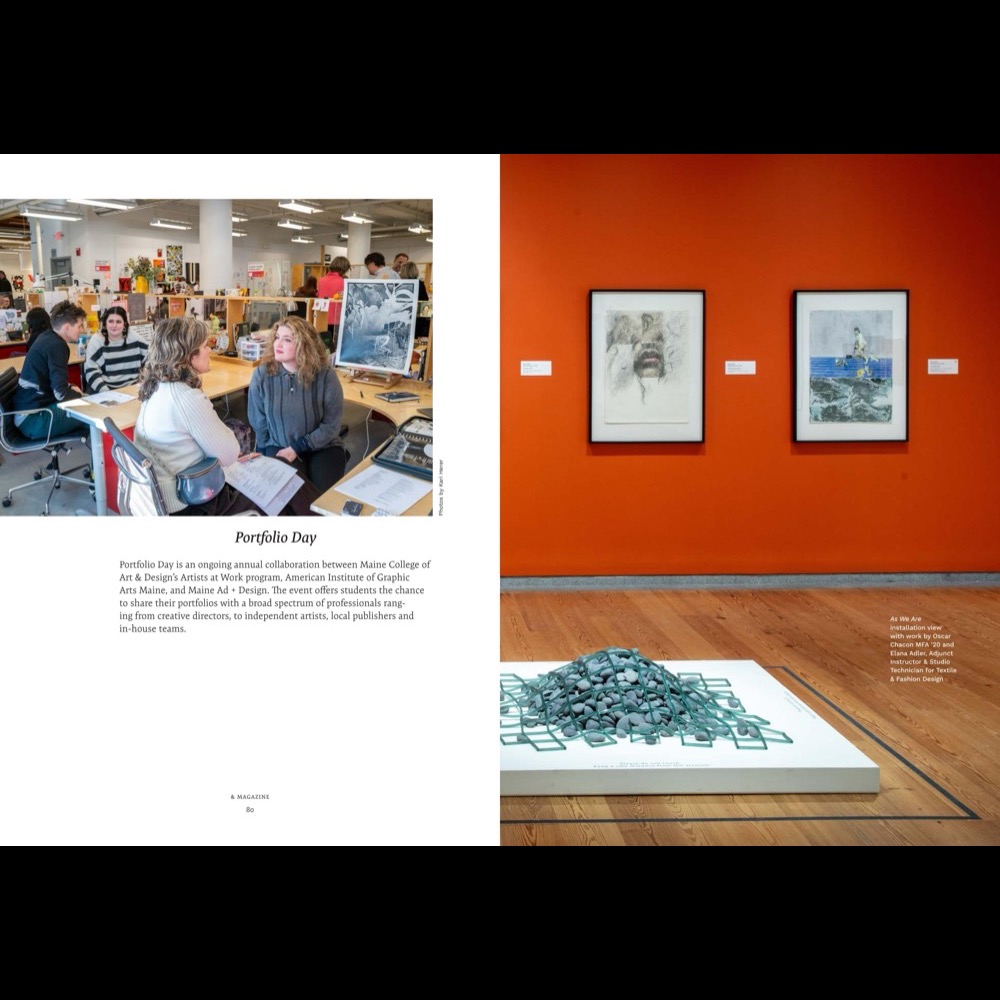 Photos by Kari Herer
Portfolio Day
Portfolio Day is an ongoing annual collaboration between Maine College of
Art & Design's Artists at Work program, American Institute of Graphic
Arts Maine, and Maine Ad + Design. The event offers students the chance
to share their portfolios with a broad spectrum of professionals rang-
ing from creative directors, to independent artists, local publishers and
in-house teams.
& MAGAZINE
80
As We Are
installation view
with work by Oscar
Chacon MFA '20 and
Elana Adler, Adjunct
Instructor & Studio
Technician for Textile
& Fashion Design